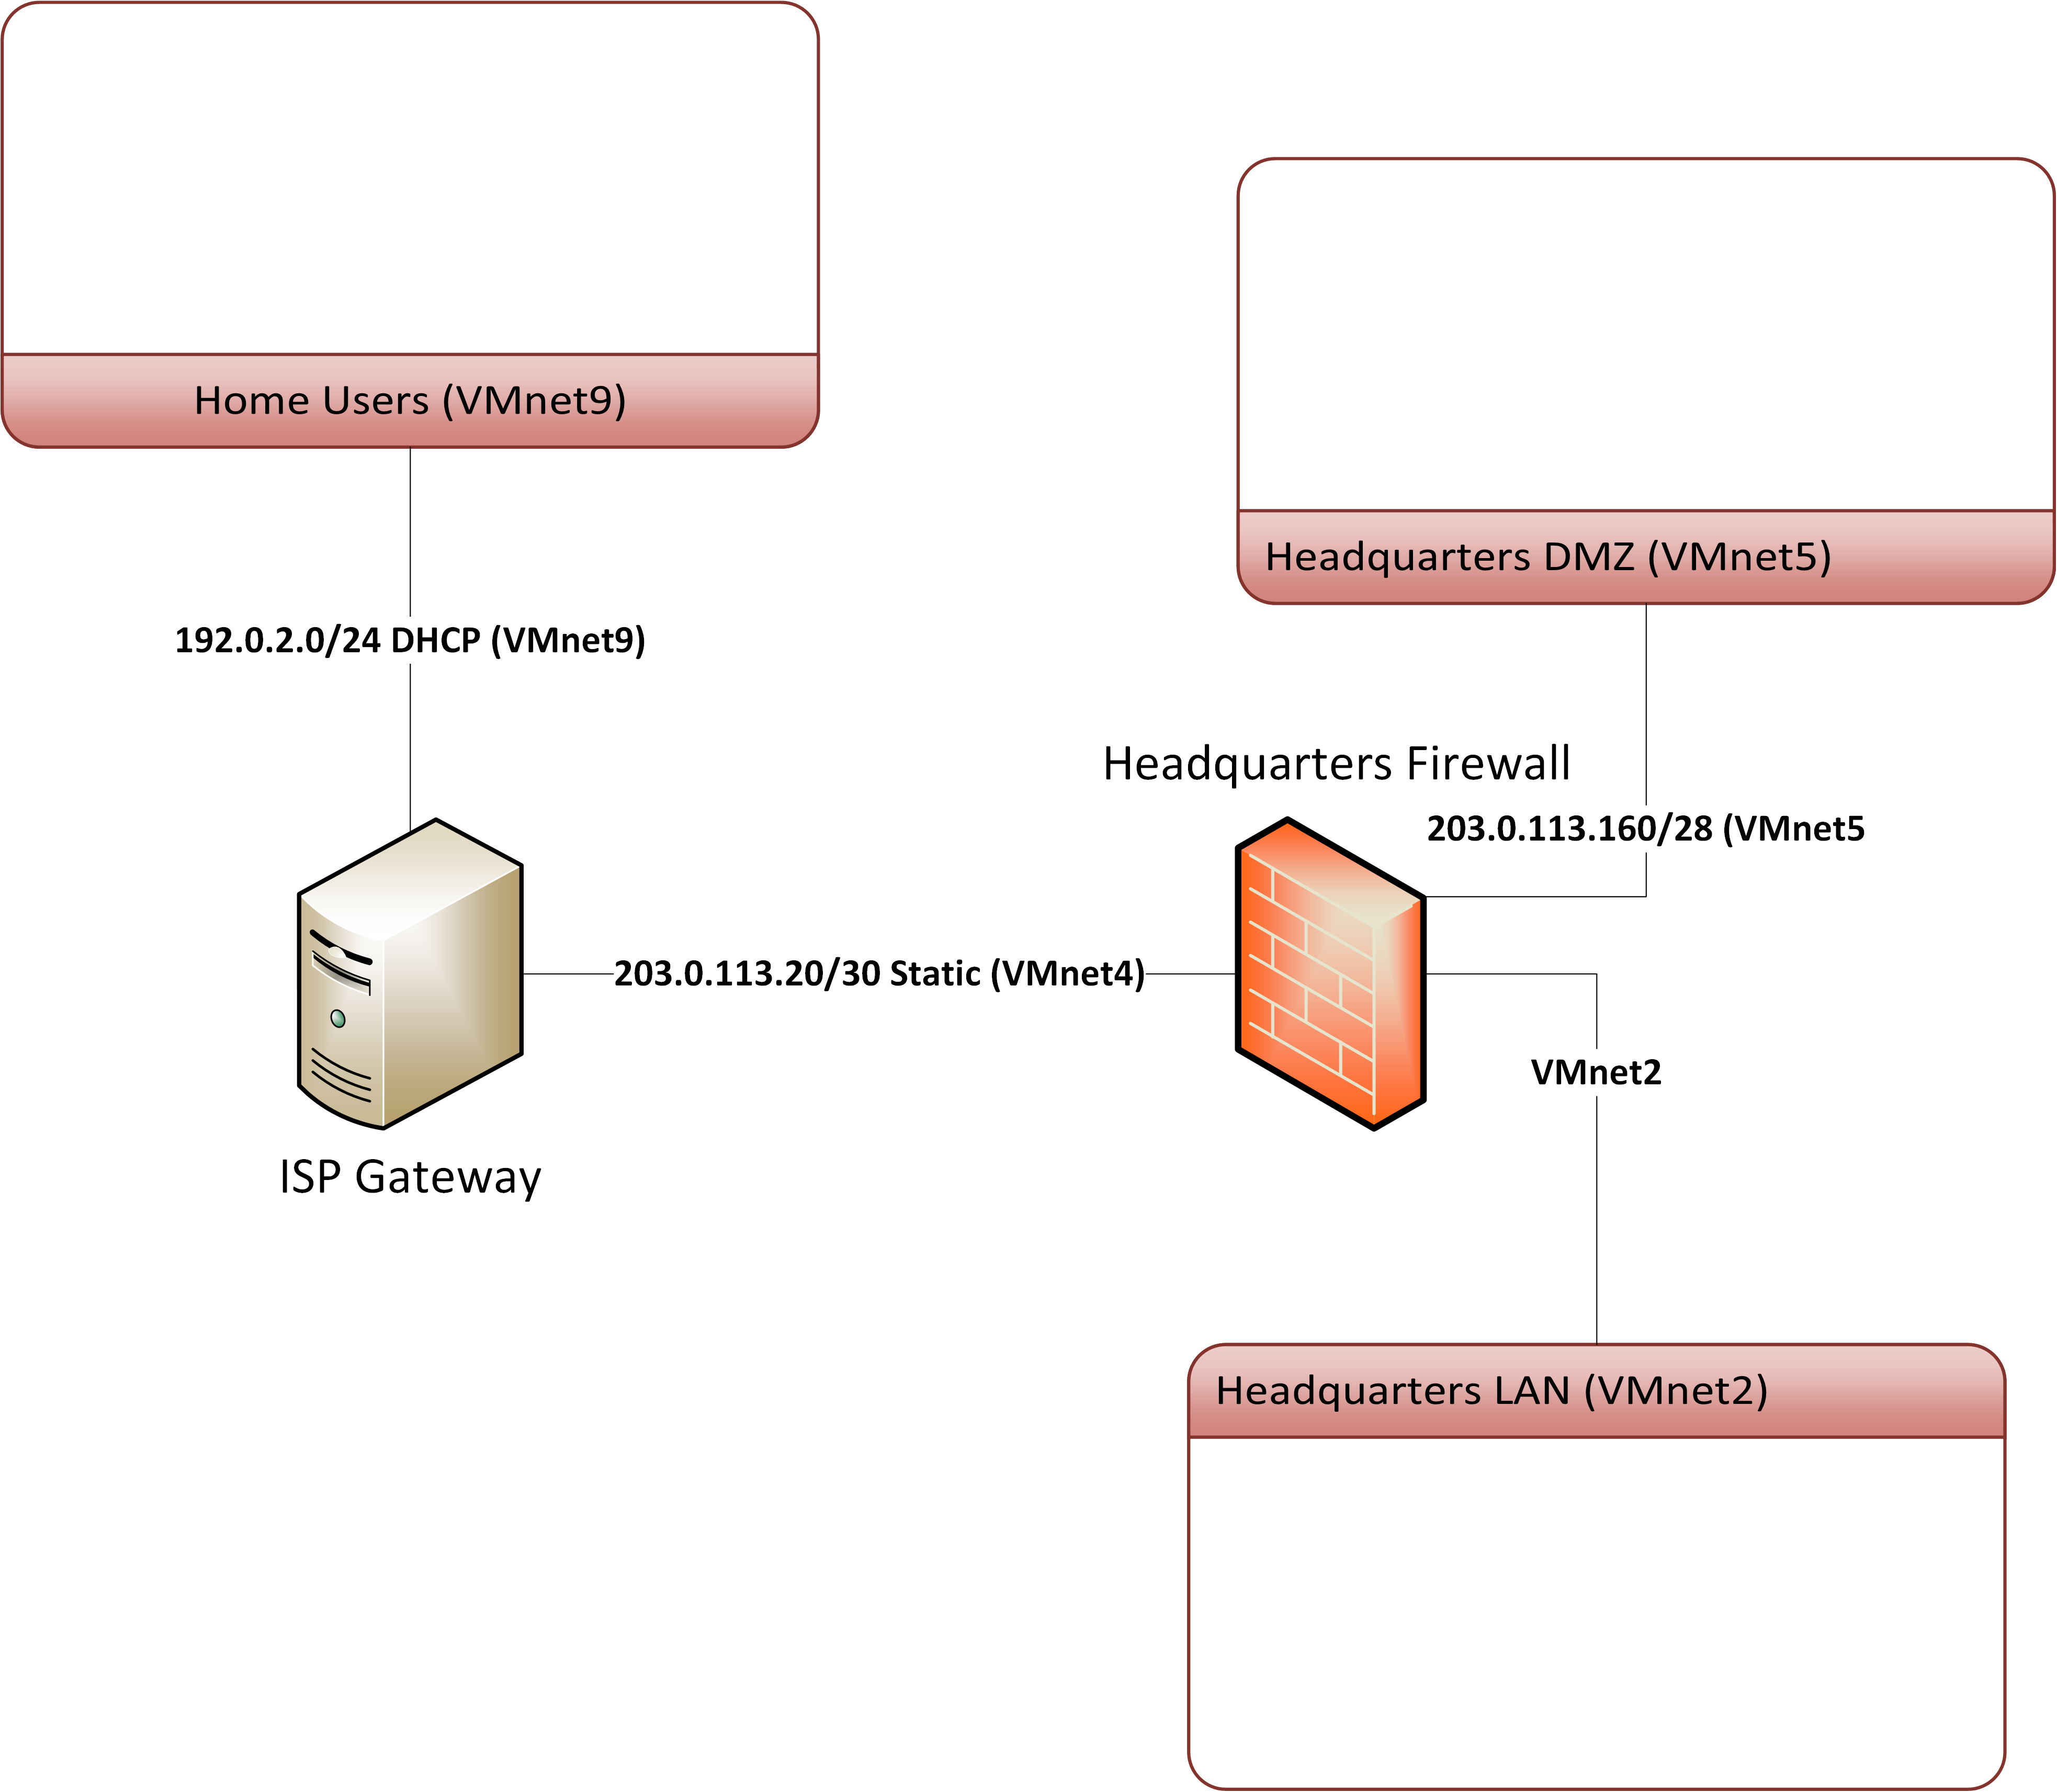 Home Users (VMnet9)
Headquarters DMZ (VMnet5)
192.0.2.0/24 DHCP (VMnet9)
Headquarters Firewall
203.0.113.160/28 (VMnet5
203.0.113.20/30 Static (VMnet4)
VMnet2
ISP Gateway
Headquarters LAN (VMnet2)